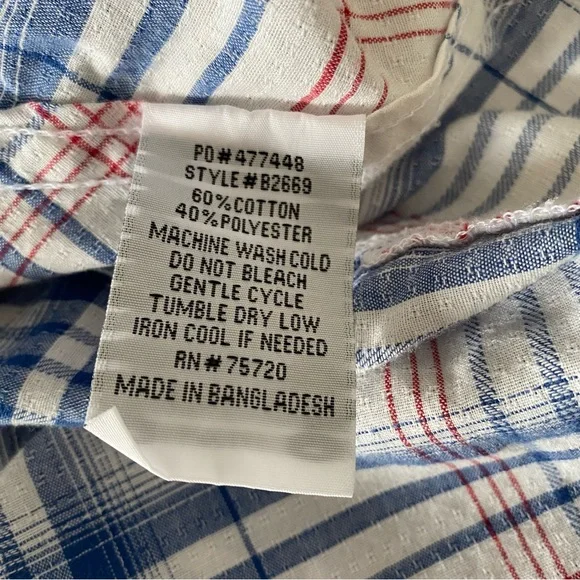 PO#477448
STYLE#B2669
60%COTTON
40%POLYESTER
MACHINE WASH COLD
DO NOT BLEACH
GENTLE CYCLE
TUMBLE DRY LOW
IRON COOL IF NEEDED
RN#75720
MADE IN BANGLADESH